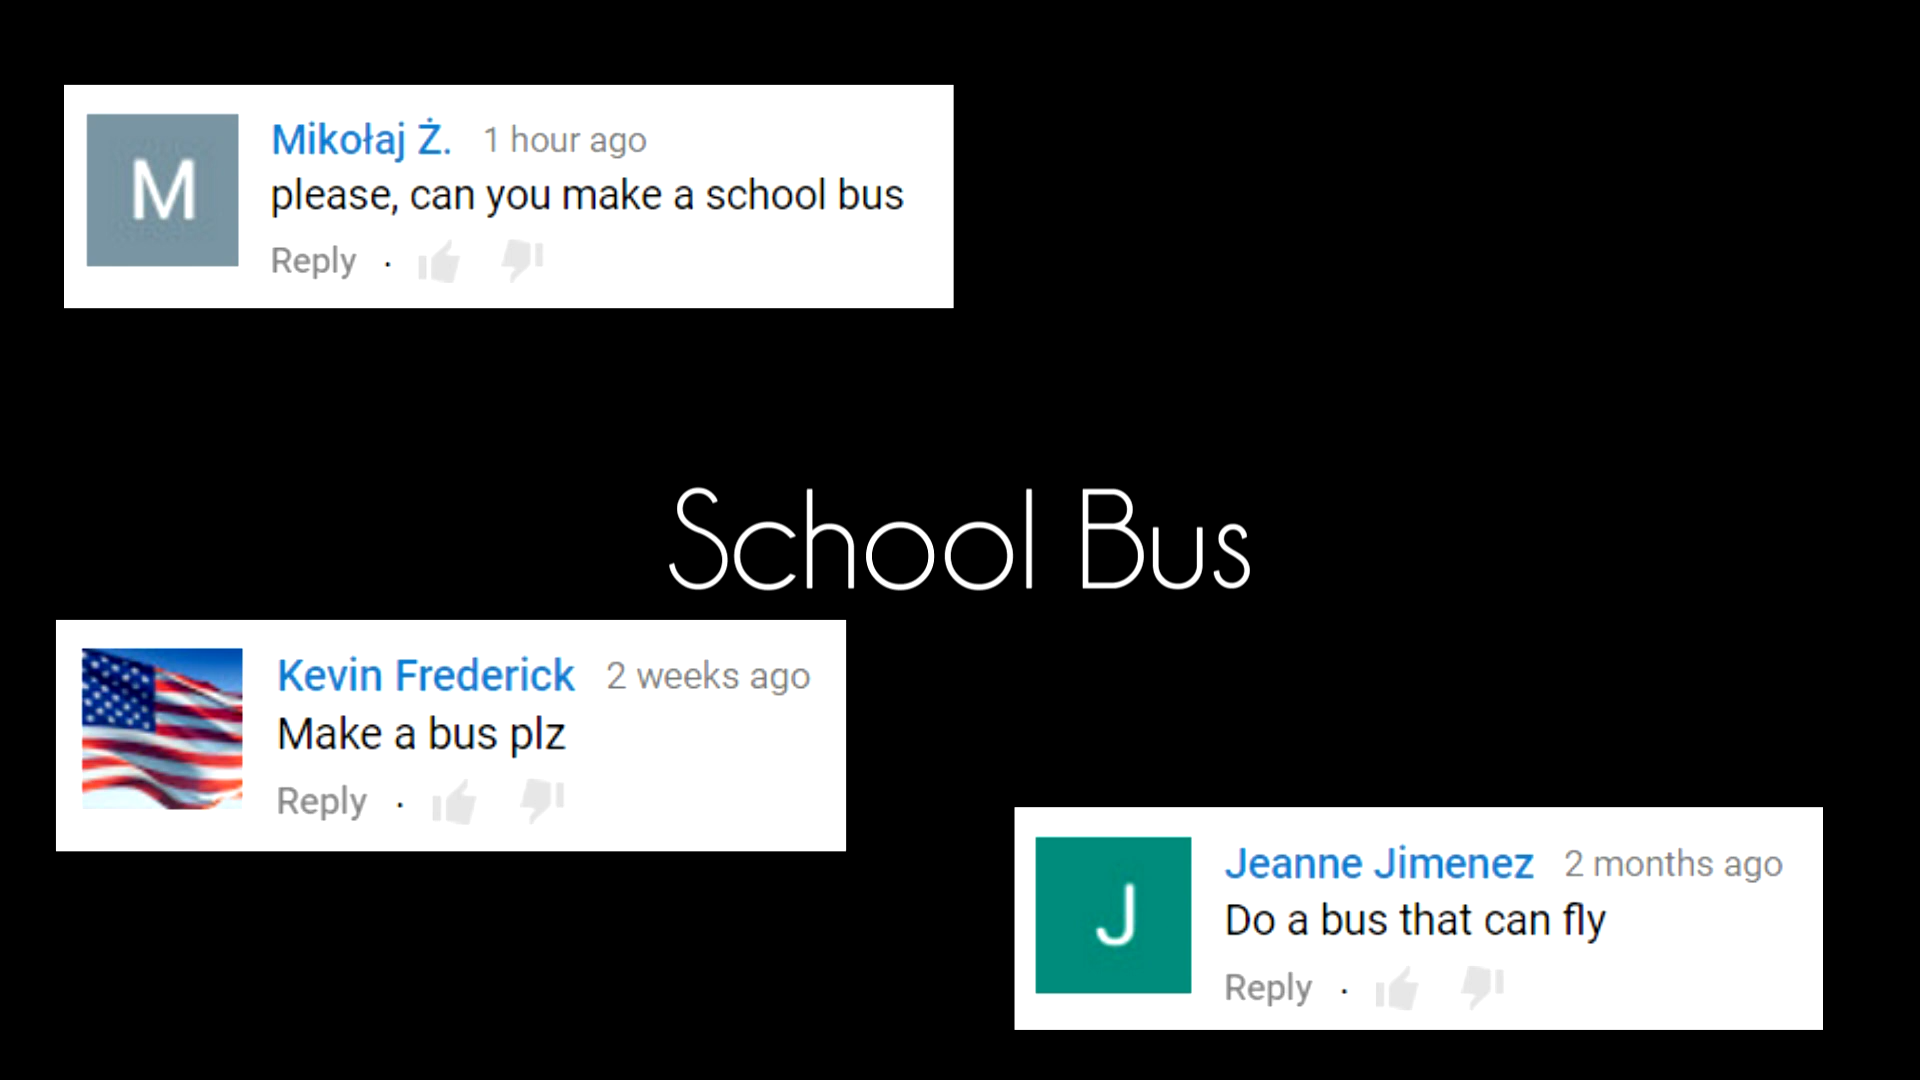 M
Mikołaj Ż. 1 hour ago
please, can you make a school bus
Reply ·
School Bus
Kevin Frederick 2 weeks ago
Make a bus plz
Reply ·
J
Jeanne Jimenez 2 months ago
Do a bus that can fly
Reply ·